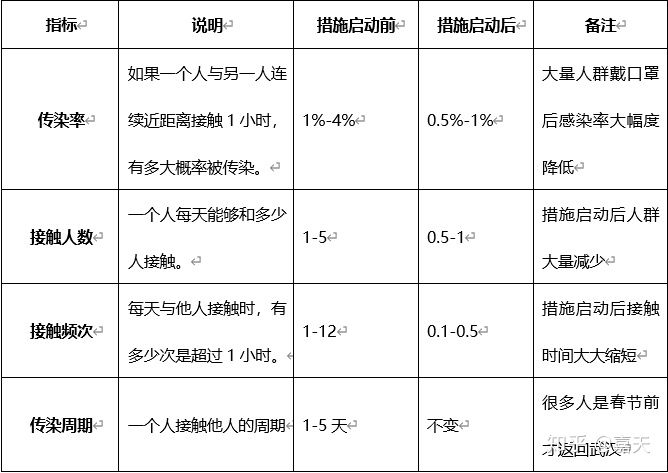 指标 说明 措施启动前 措施启动后 备注
传染率
如果一个人与另一人连
续近距离接触1小时，
有多大概率被传染。
1%-4%
0.5%-1%
大量人群戴口罩
后感染率大幅度
降低
接触人数
一个人每天能够和多少
人接触。
1-5
0.5-1
措施启动后人群
大量减少
接触频次
每天与他人接触时，有
多少次是超过1小时。
1-12
0.1-0.5
措施启动后接触
时间大大缩短
传染周期
一个人接触他人的周期
1-5天
不变
很多人是春节前
才返回武汉
知乎 @嘉天